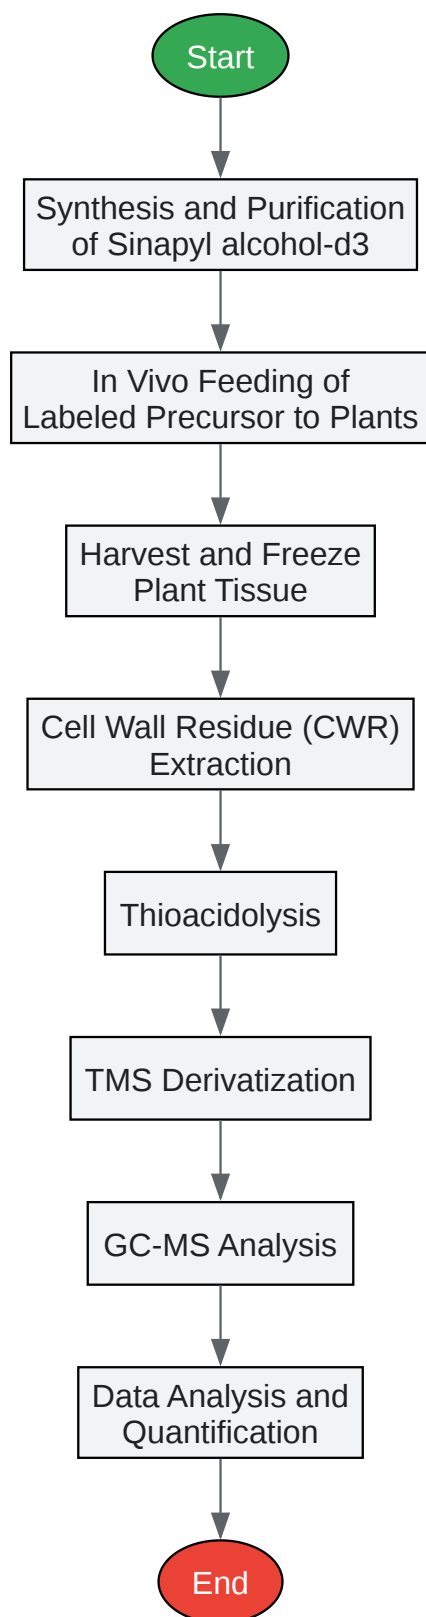 Start
Synthesis and Purification
of Sinapyl alcohol-d3
In Vivo Feeding of
Labeled Precursor to Plants
Harvest and Freeze
Plant Tissue
Cell Wall Residue (CWR)
Extraction
Thioacidolysis
TMS Derivatization
GC-MS Analysis
Data Analysis and
Quantification
End